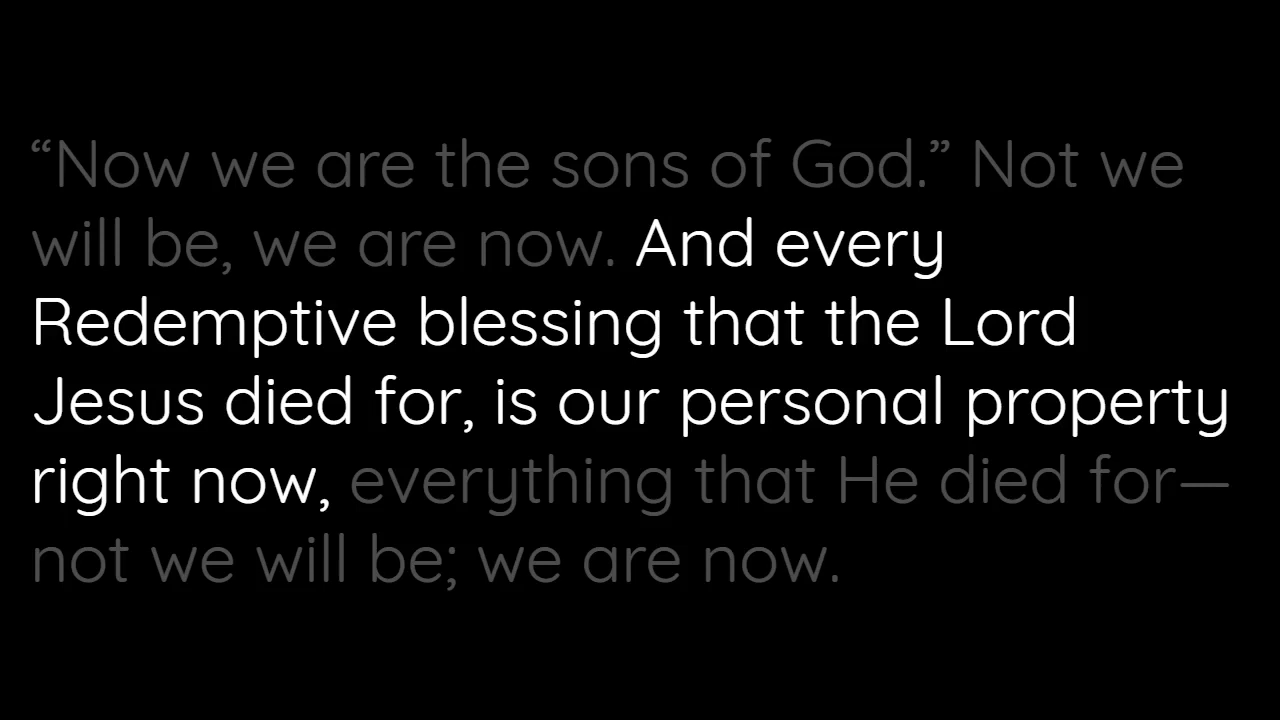 “Now we are the sons of God.” Not we
will be, we are now. And every
Redemptive blessing that the Lord
Jesus died for, is our personal property
right now, everything that He died for—
not we will be; we are now.